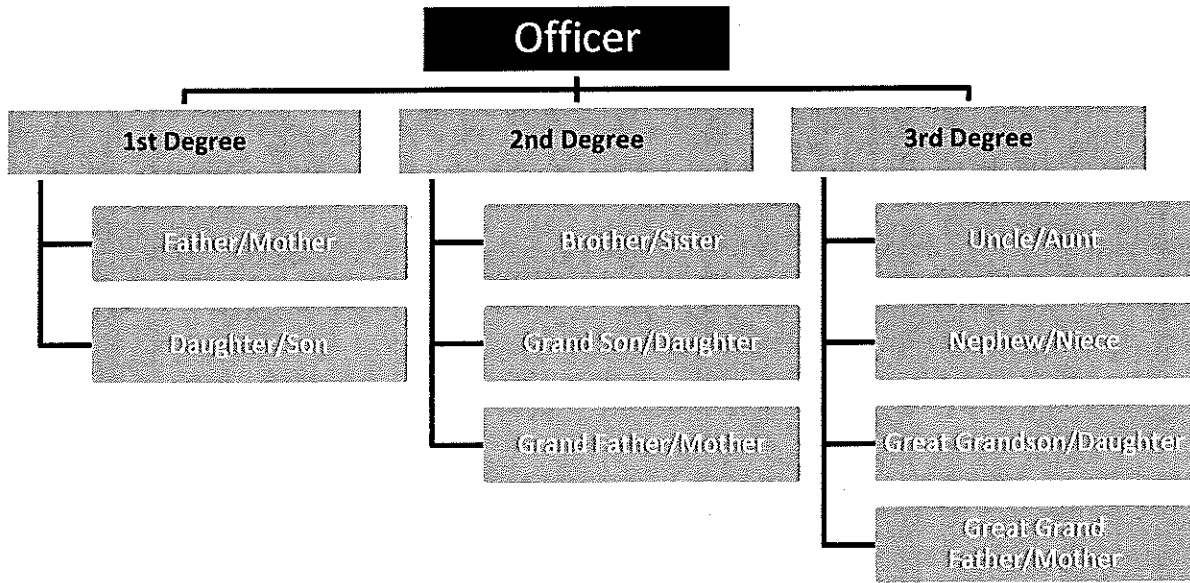 Officer
1st Degree
Father/Mother
Daughter/Son
2nd Degree
Brother/Sister
Grand Son/Daughter
Grand Father/Mother
3rd Degree
Uncle/Aunt
Nephew/Niece
Great Grandson/Daughter
Great Grand
Father/Mother